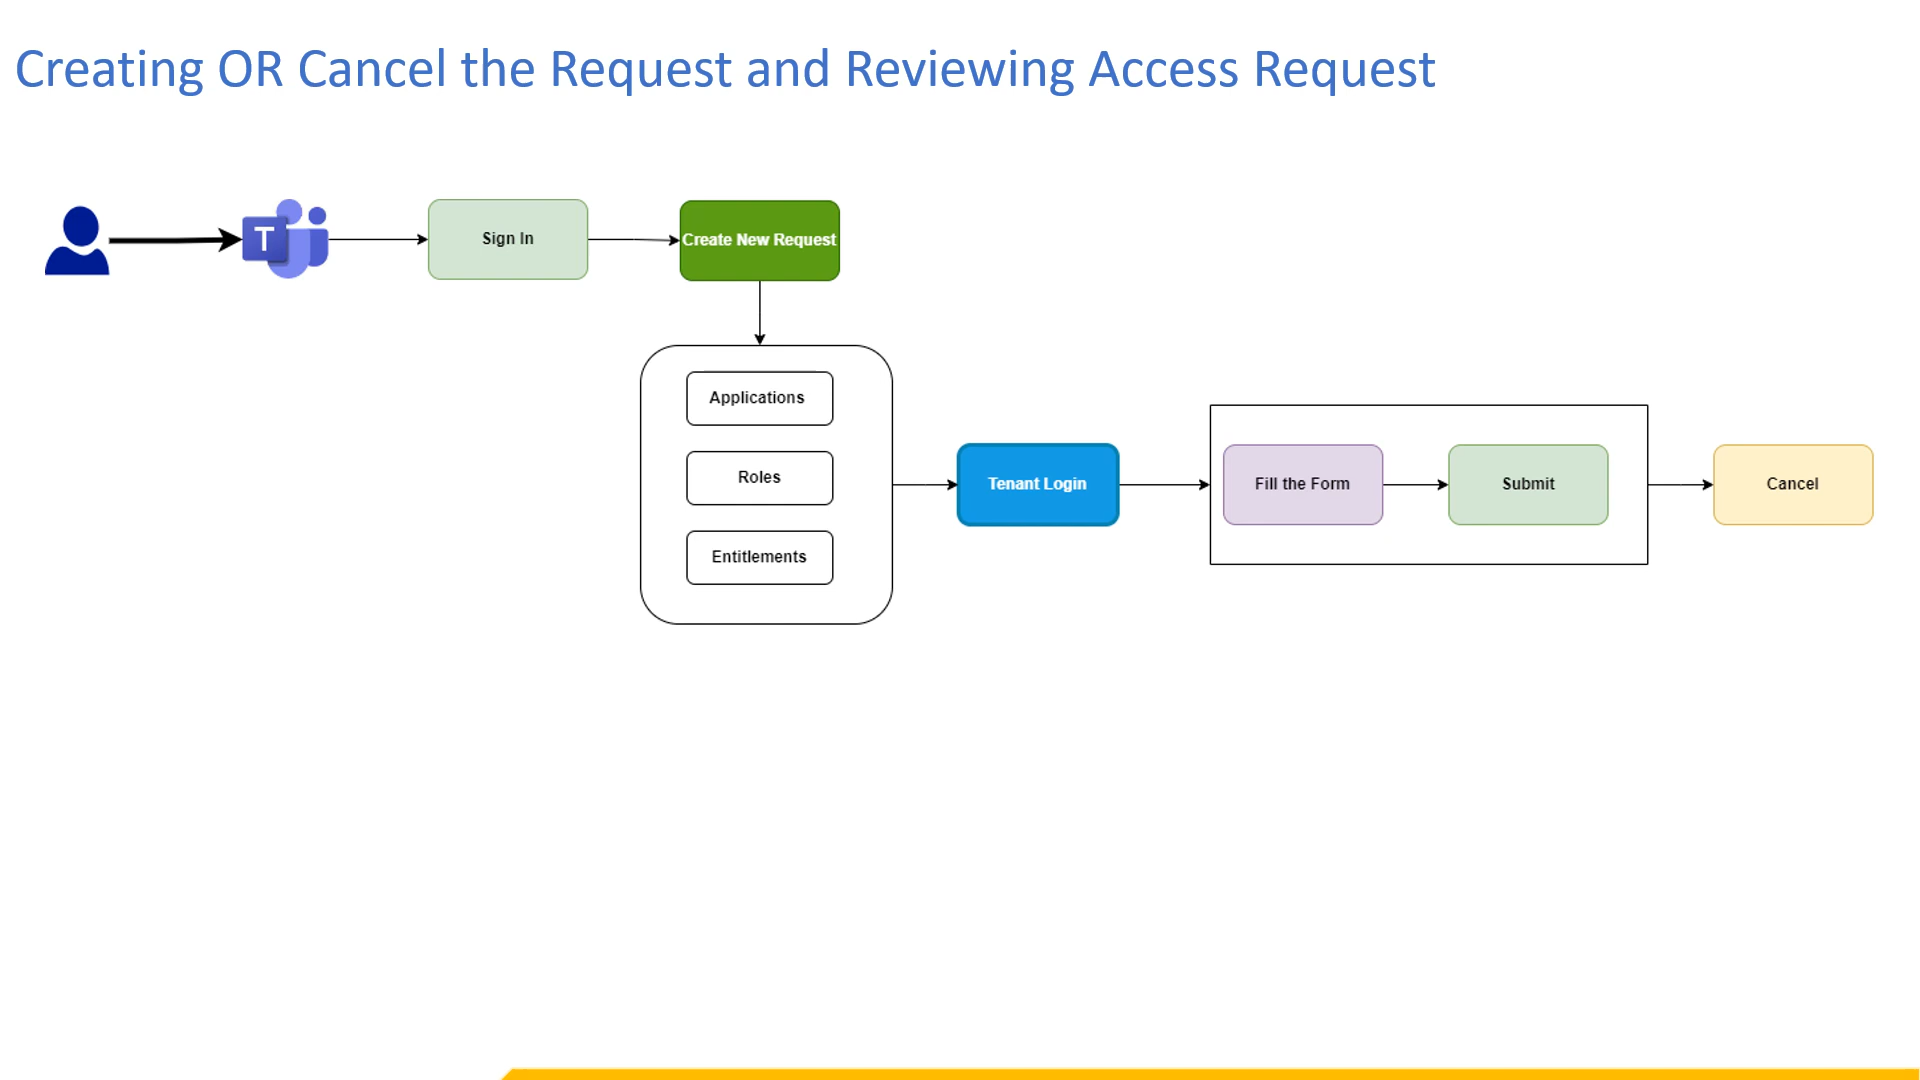 Creating OR Cancel the Request and Reviewing Access Request
T
Sign In
Create New Request
Applications
Roles
Entitlements
Tenant Login
Fill the Form
Submit
Cancel